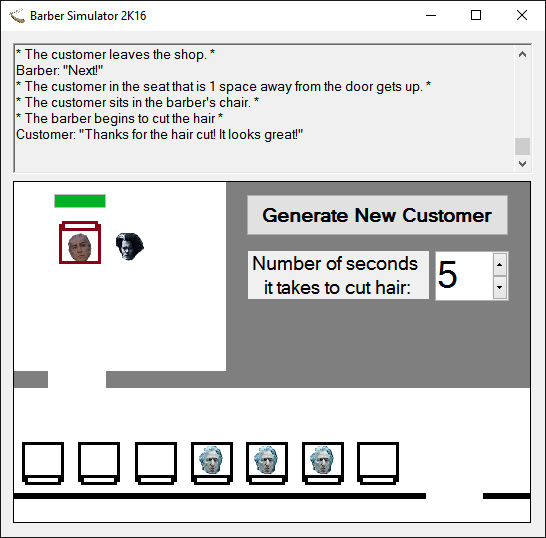 Barber Simulator 2K16
* The customer leaves the shop. *
Barber: "Next!"
* The customer in the seat that is 1 space away from the door gets up. *
* The customer sits in the barber's chair. *
* The barber begins to cut the hair *
Customer: "Thanks for the hair cut! It looks great!"
Generate New Customer
Number of seconds
it takes to cut hair:
5